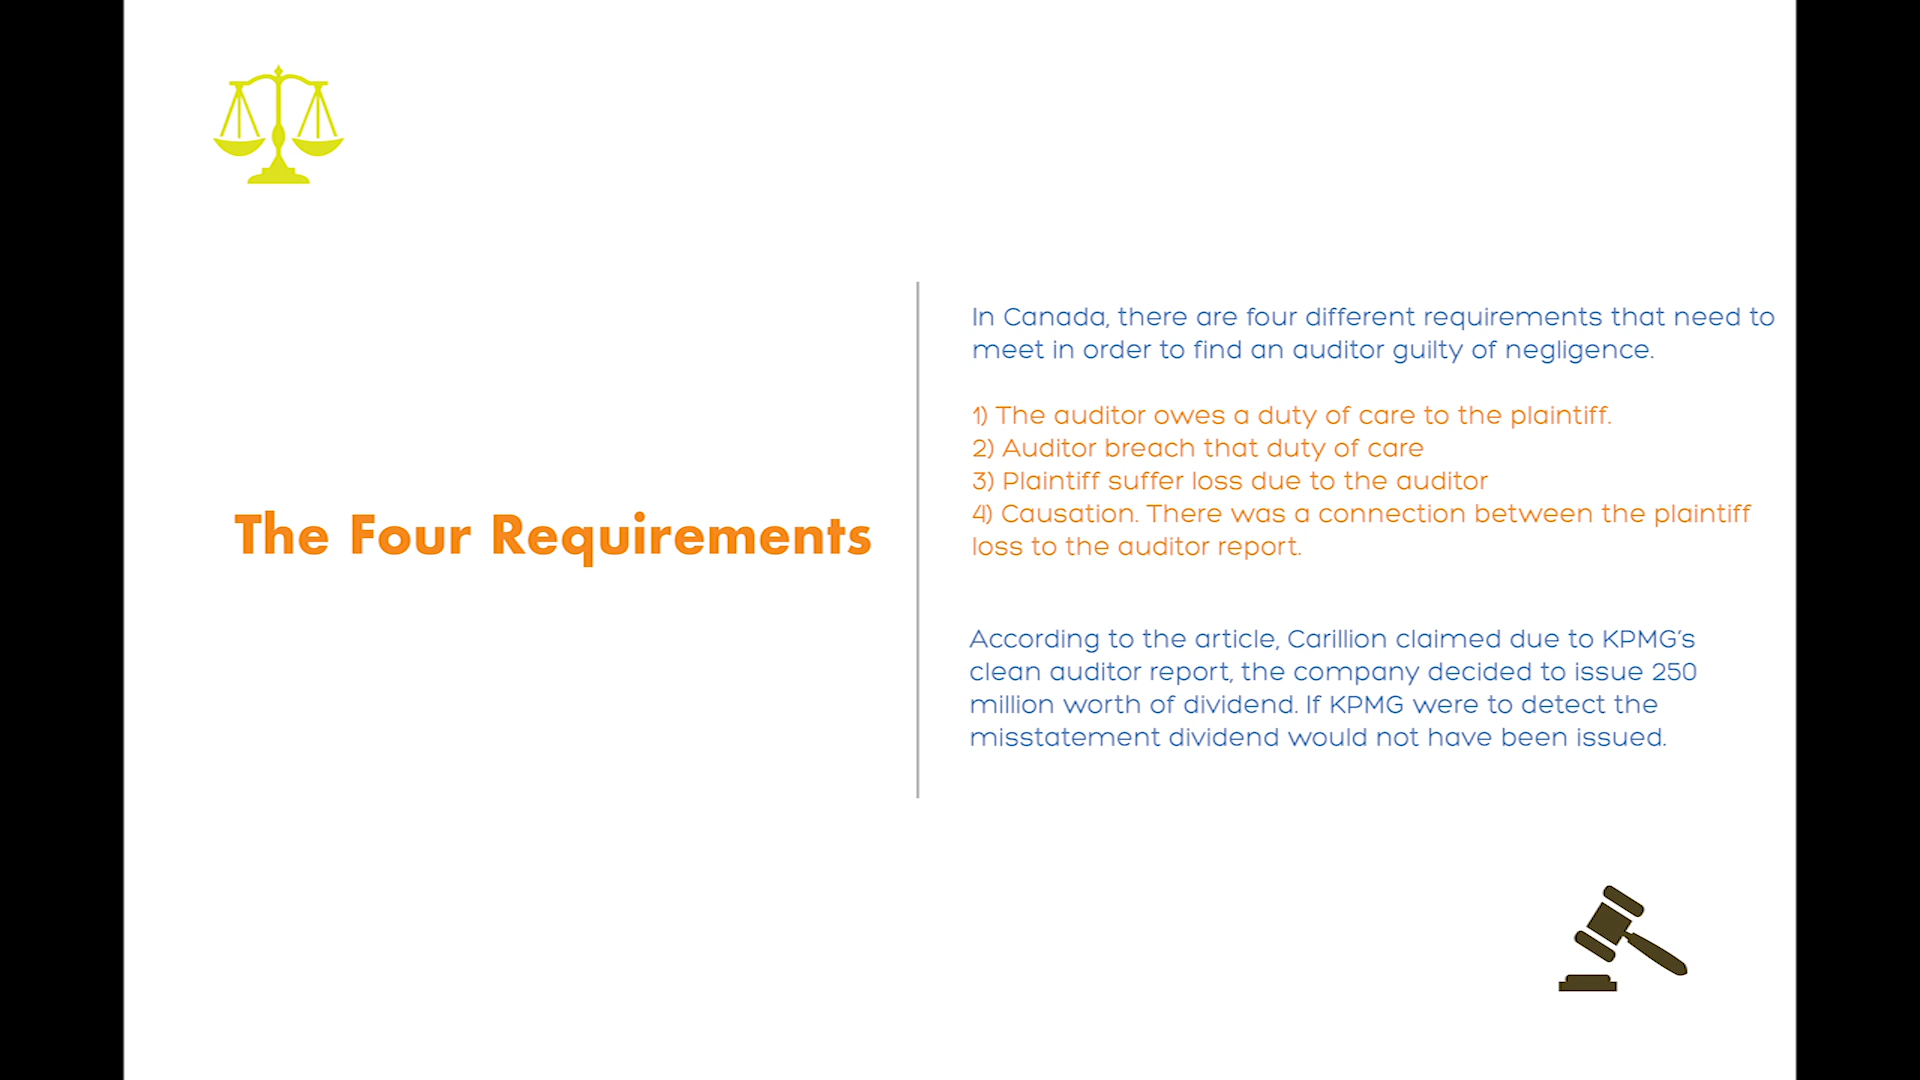 The Four Requirements
In Canada, there are four different requirements that need to
meet in order to find an auditor guilty of negligence.
1) The auditor owes a duty of care to the plaintiff.
2) Auditor breach that duty of care
3) Plaintiff suffer loss due to the auditor
4) Causation. There was a connection between the plaintiff
loss to the auditor report.
According to the article, Carillion claimed due to KPMG's
clean auditor report, the company decided to issue 250
million worth of dividend. If KPMG were to detect the
misstatement dividend would not have been issued.